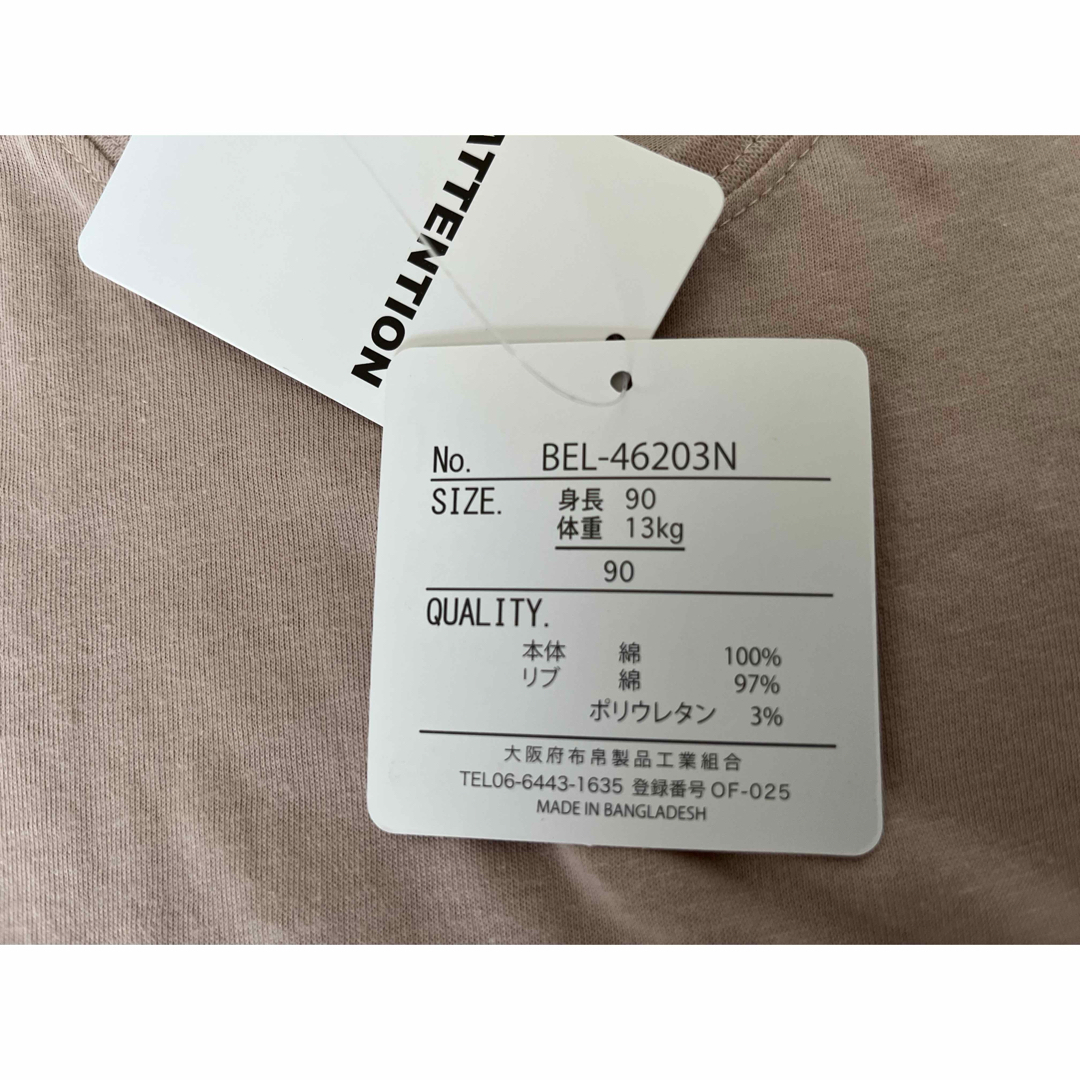 ATTENTION
No. BEL-46203N
SIZE. 身長 90
体重 13kg
90
QUALITY.
本体 綿 100%
リブ 綿 97%
ポリウレタン 3%
大阪府布帛製品工業組合
TEL06-6443-1635 登録番号 OF-025
MADE IN BANGLADESH